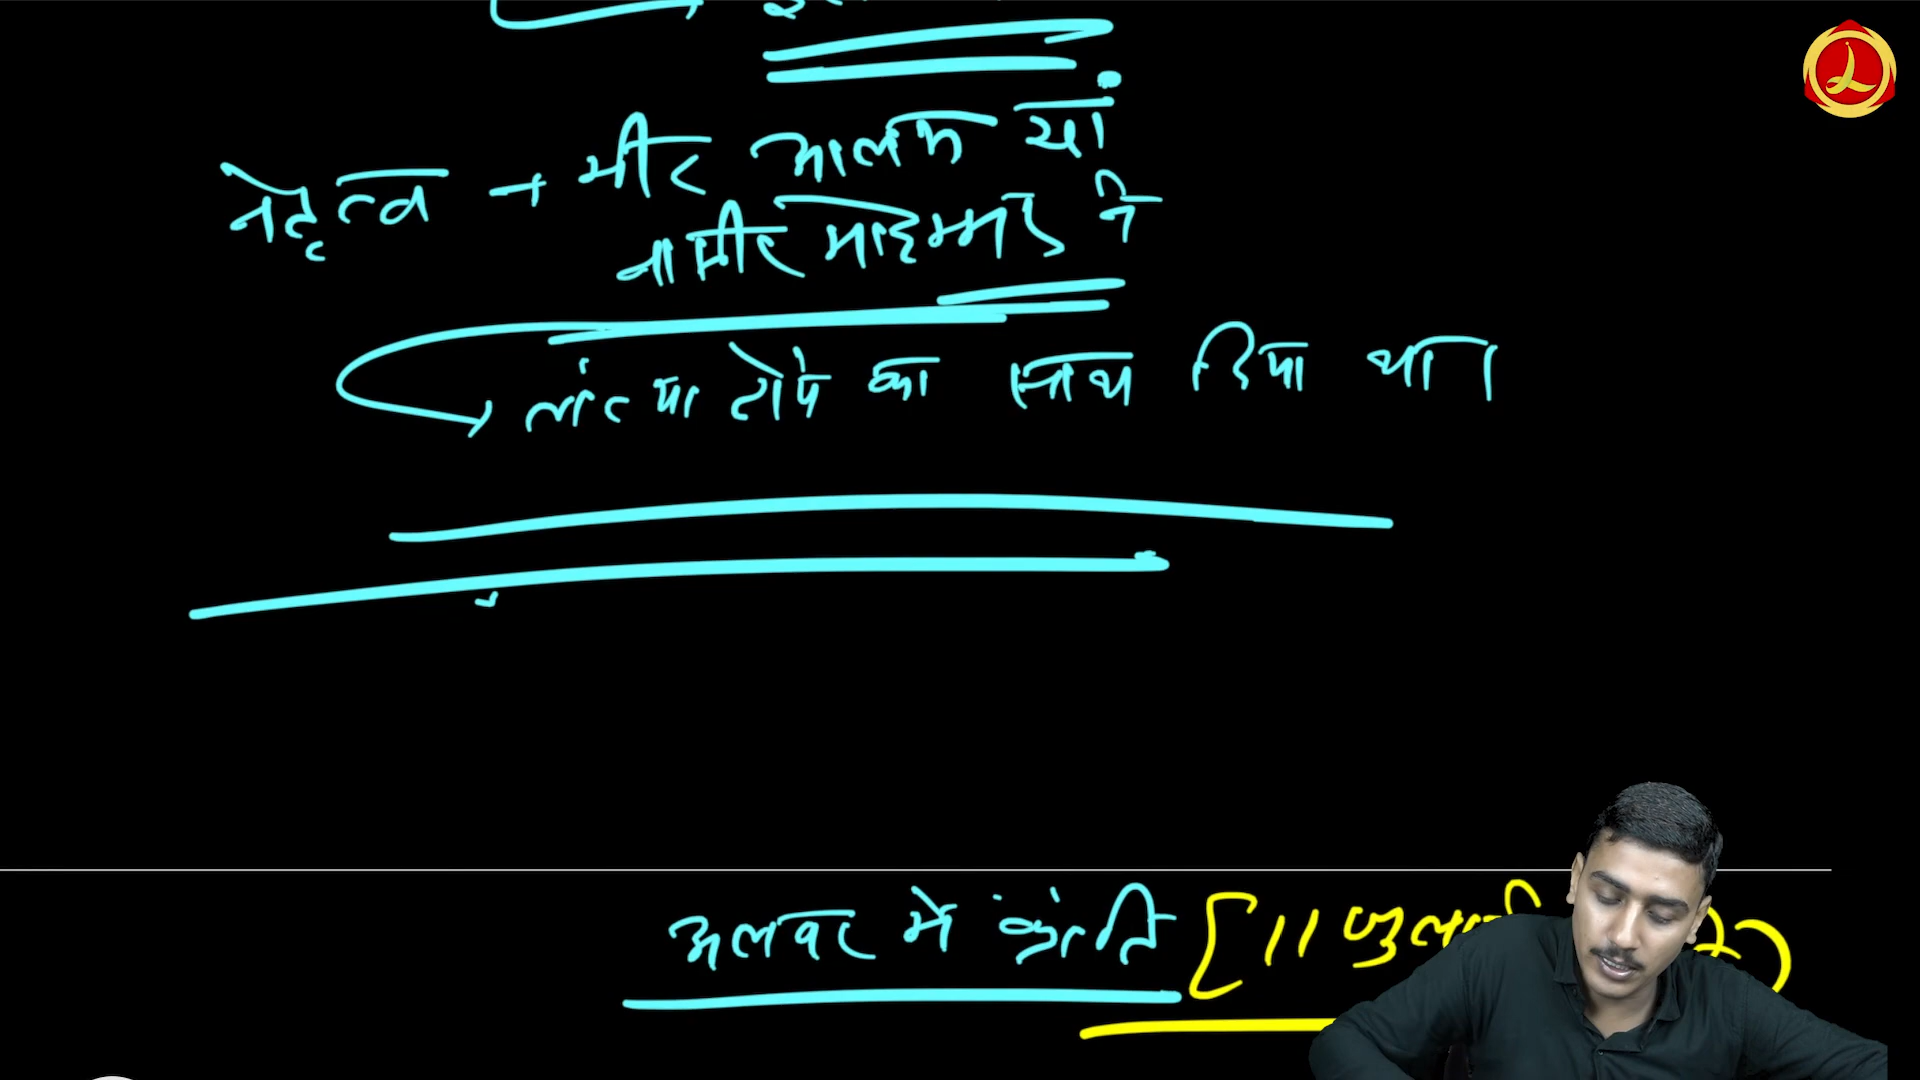 नेतृत्व → मीर आलम खां
नासीर मोहम्मद ने
तांत्या टोपे का साथ दिया था।
अलवर में क्रांति [11 जुलाई